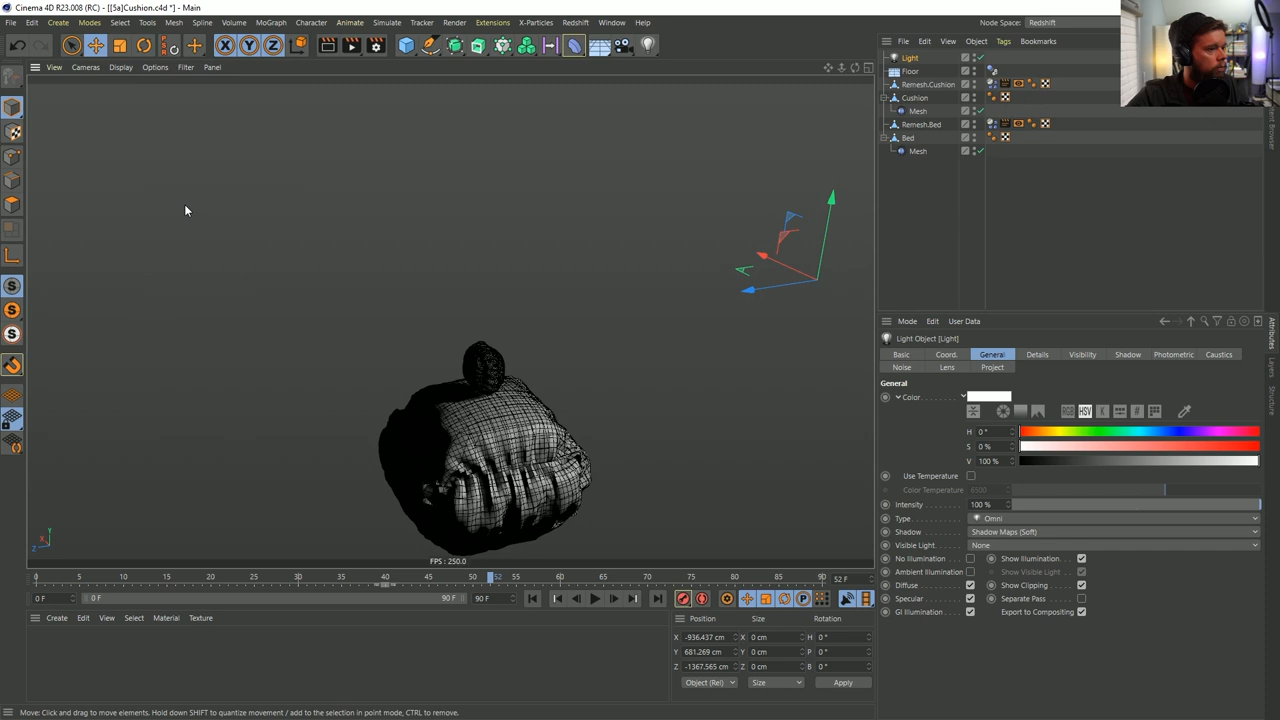 Cinema 4D R23.008 (RC) - [[5a]Cushion.c4d *] - Main
File Edit Create Modes Select Tools Mesh Spline Volume MoGraph Character Animate Simulate Tracker Render Extensions X-Particles Redshift Window Help
Node Space: Redshift
View Cameras Display Options Filter Panel
File Edit View Object Tags Bookmarks
Light
Floor
Remesh.Cushion
Cushion
Mesh
Remesh.Bed
Bed
Mesh
Mode Edit User Data
Light Object [Light]
Basic Coord. General Details Visibility Shadow Photometric Caustics
Noise Lens Project
General
Color
RGB HSV K
H 0 °
S 0 %
V 100 %
Use Temperature
Color Temperature 6500
Intensity 100 %
Type Omni
Shadow Shadow Maps (Soft)
Visible Light None
No Illumination Show Illumination
Ambient Illumination Show Visible Light
Diffuse Show Clipping
Specular Separate Pass
GI Illumination Export to Compositing
Attributes
Layers
Structure
X Y Z
FPS : 250.0
0 5 10 15 20 25 30 35 40 45 50 52 55 60 65 70 75 80 85 90 52 F
0 F 0 F 90 F 90 F
Create Edit View Select Material Texture
Position Size Rotation
X -936.437 cm X 0 cm H 0 °
Y 681.269 cm Y 0 cm P 0 °
Z -1367.565 cm Z 0 cm B 0 °
Object (Rel) Size Apply
Move: Click and drag to move elements. Hold down SHIFT to quantize movement / add to the selection in point mode, CTRL to remove.